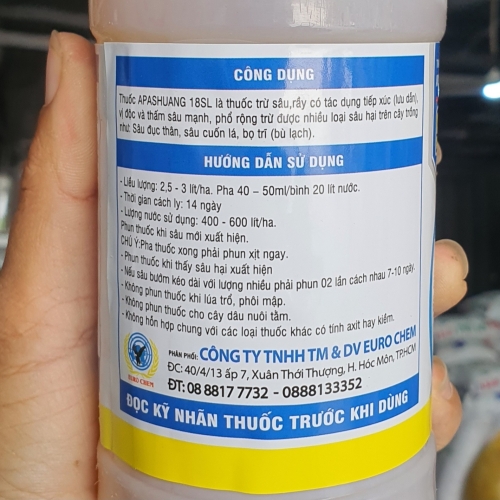 CÔNG DỤNG
Thuốc APASHUANG 18SL là thuốc trừ sâu,rầy có tác dụng tiếp xúc (lưu dẫn),
vị độc và thấm sâu mạnh, phổ rộng trừ được nhiều loại sâu hại trên cây trồng
như: Sâu đục thân, sâu cuốn lá, bọ trĩ (bù lạch).
HƯỚNG DẪN SỬ DỤNG
- Liều lượng: 2,5 - 3 lít/ha. Pha 40 – 50ml/bình 20 lít nước.
- Thời gian cách ly: 14 ngày
- Lượng nước sử dụng: 400 - 600 lít/ha.
Phun thuốc khi sâu mới xuất hiện.
CHÚ Ý:Pha thuốc xong phải phun xịt ngay.
- Phun thuốc khi thấy sâu hại xuất hiện
- Nếu sâu bướm kéo dài với lượng nhiều phải phun 02 lần cách nhau 7-10 ngày.
- Không phun thuốc khi lúa trổ, phôi mập.
- Không phun thuốc cho cây dâu nuôi tằm.
- Không hỗn hợp chung với các loại thuốc khác có tính axít hay kiềm.
PHÂN PHỐI: CÔNG TY TNHH TM & DV EURO CHEM
ĐC: 40/4/13 ấp 7, Xuân Thới Thượng, H. Hóc Môn, TP.HCM
ĐT: 08 8817 7732 - 0888133352
EURO CHEM
ĐỌC KỸ NHÃN THUỐC TRƯỚC KHI DÙNG